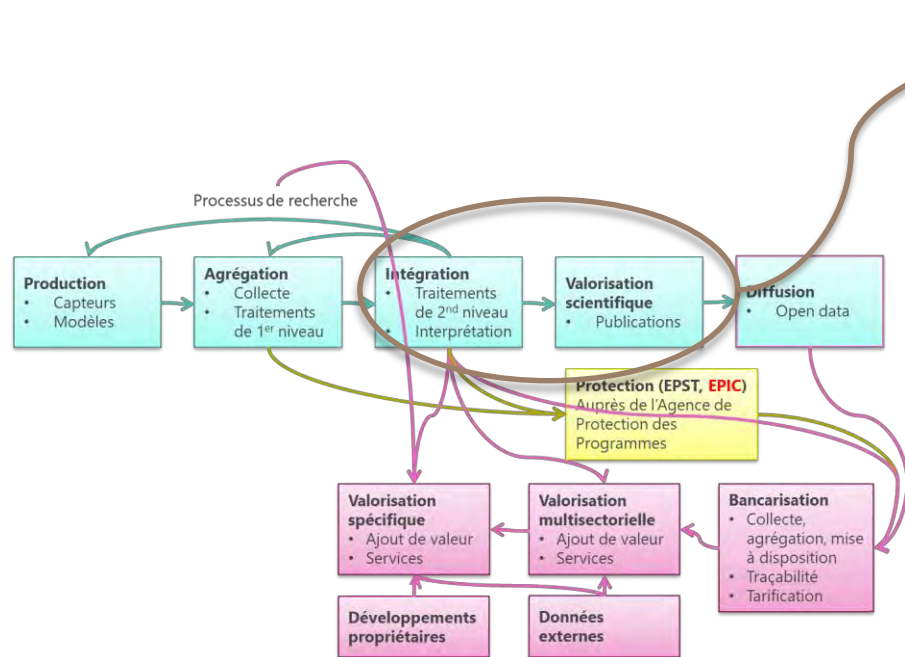 Processus de recherche
Production
• Capteurs
• Modèles
Agrégation
• Collecte
• Traitements
de 1er niveau
Intégration
• Traitements
de 2nd niveau
• Interprétation
Valorisation
scientifique
• Publications
Diffusion
• Open data
Protection (EPST, EPIC)
Auprès de l'Agence de
Protection des
Programmes
Valorisation
spécifique
• Ajout de valeur
• Services
Valorisation
multisectorielle
• Ajout de valeur
• Services
Bancarisation
• Collecte,
agrégation, mise
à disposition
• Traçabilité
• Tarification
Développements
propriétaires
Données
externes